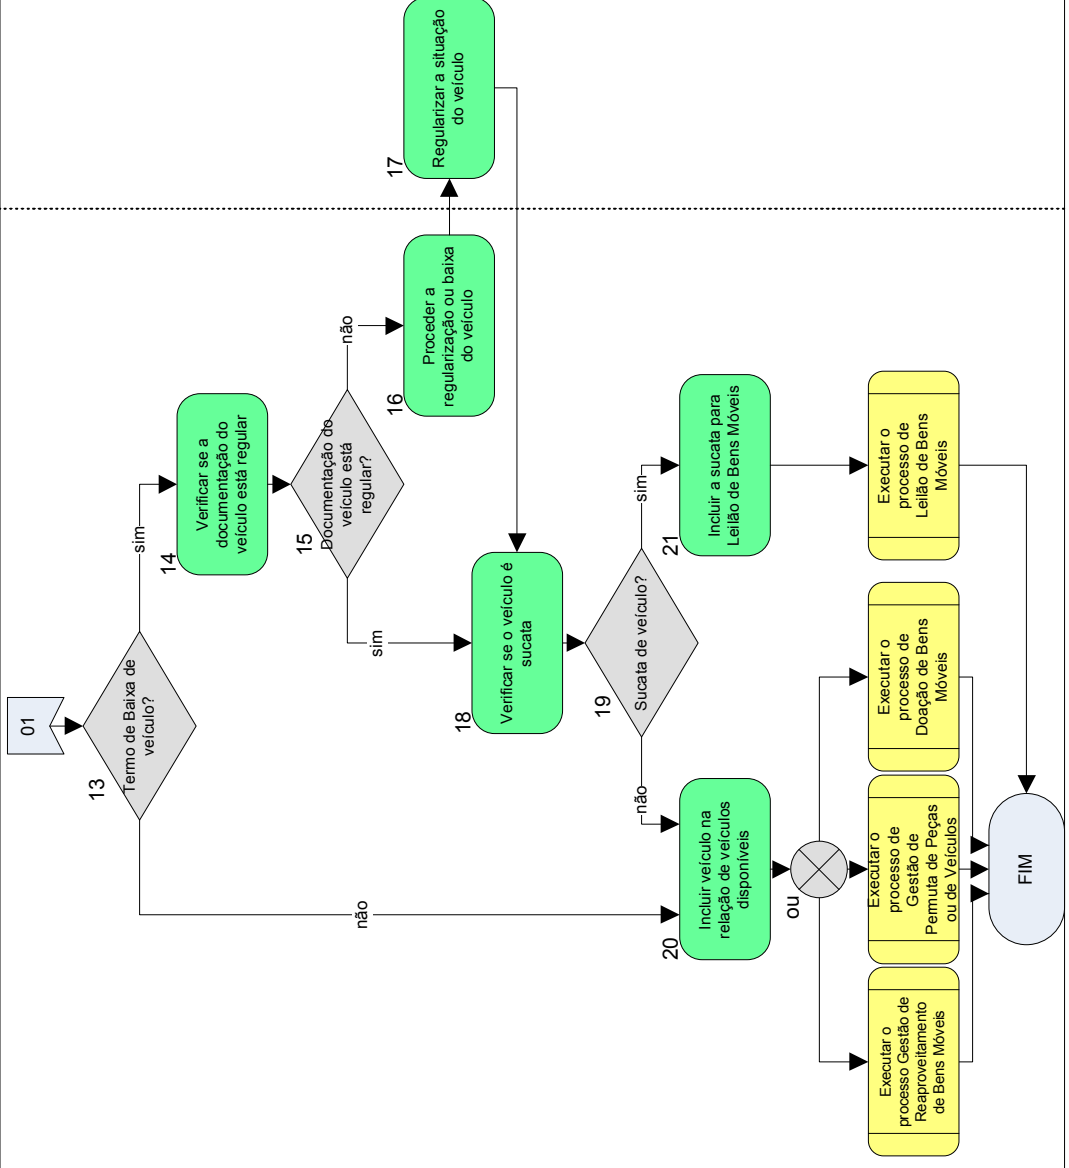 01
13
Termo de Baixa de
veículo?
sim
não
14
Verificar se a
documentação do
veículo está regular
15
Documentação do
veículo está
regular?
não
sim
16
Proceder a
regularização ou baixa
do veículo
17
Regularizar a situação
do veículo
18
Verificar se o veículo é
sucata
19
Sucata de veículo?
sim
não
20
Incluir veículo na
relação de veículos
disponíveis
21
Incluir a sucata para
Leilão de Bens Móveis
ou
Executar o
processo Gestão de
Reaproveitamento
de Bens Móveis
Executar o
processo de
Gestão de
Permuta de Peças
ou de Veículos
Executar o
processo de
Doação de Bens
Móveis
Executar o
processo de
Leilão de Bens
Móveis
FIM